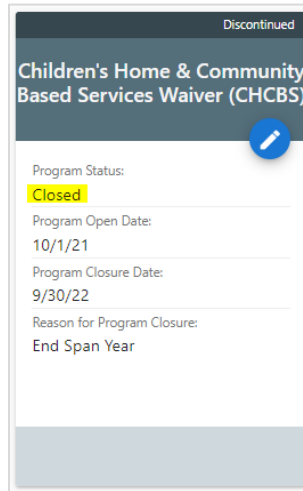 Discontinued
Children's Home & Community
Based Services Waiver (CHCBS)
Program Status:
Closed
Program Open Date:
10/1/21
Program Closure Date:
9/30/22
Reason for Program Closure:
End Span Year